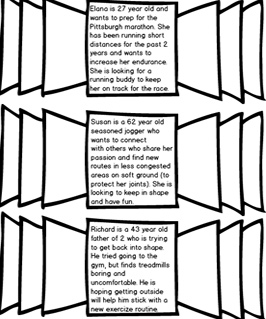 Elana is 27 year old and
wants to prep for the
Pittsburgh marathon. She
has been running short
distances for the past 2
years and wants to
increase her endurance.
She is looking for a
running buddy to keep
her on track for the race.
Susan is a 62 year old
seasoned jogger who
wants to connect
with others who share her
passion and find new
routes in less congested
areas on soft ground (to
protect her joints). She is
looking to keep in shape
and have fun.
Richard is a 43 year old
father of 2 who is trying
to get back into shape.
He tried going to the
gym, but finds treadmills
boring and
uncomfortable. He is
hoping getting outside
will help him stick with a
new exercize routine.